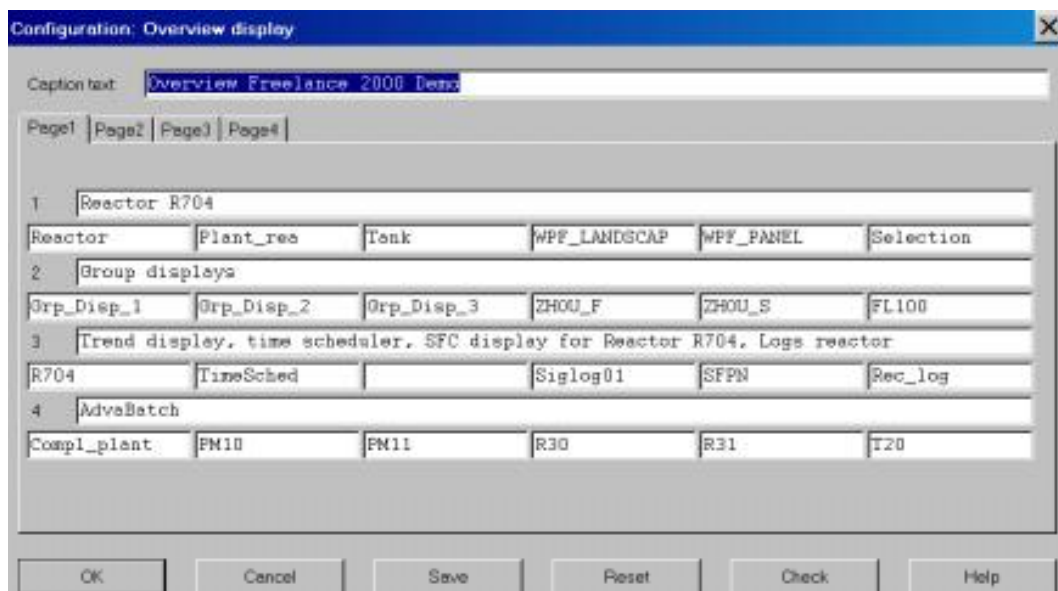 Configuration: Overview display
Caption text Overview Freelance 2000 Demo
Page1 Page2 Page3 Page4
1 Reactor R704
Reactor Plant_rea Tank WPF_LANDSCAP WPF_PANEL Selection
2 Group displays
Grp_Disp_1 Grp_Disp_2 Grp_Disp_3 ZHOU_F ZHOU_S FL100
3 Trend display, time scheduler, SFC display for Reactor R704, Logs reactor
R704 TimeSched Siglog01 SFPN Rec_log
4 AdvaBatch
Compl_plant PM10 PM11 R30 R31 T20
OK Cancel Save Reset Check Help